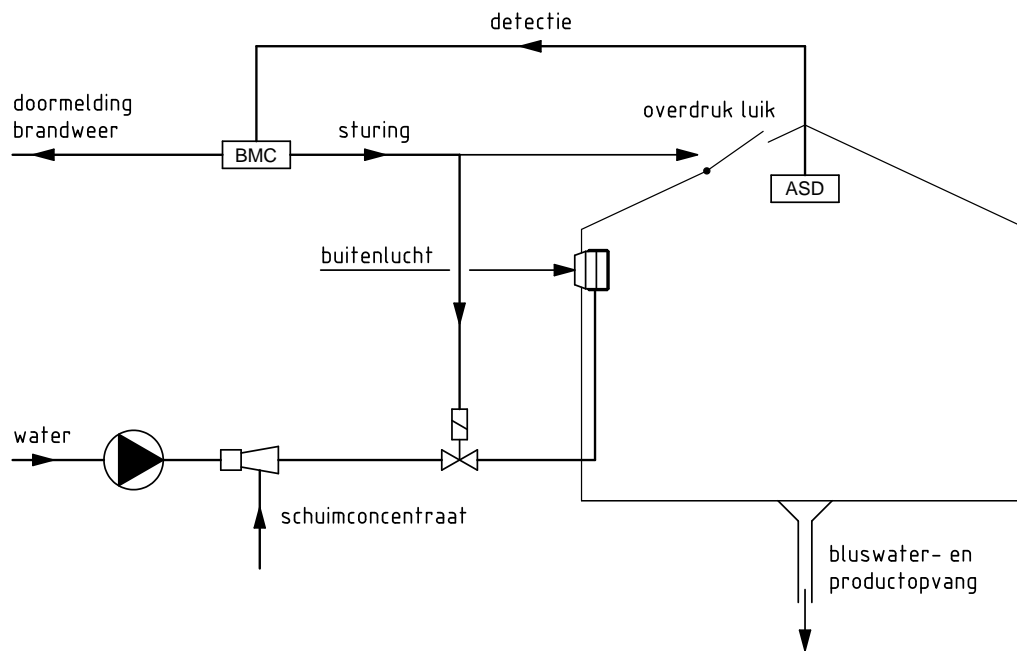 detectie
doormelding
brandweer
BMC
sturing
overdruk luik
ASD
buitenlucht
water
schuimconcentraat
bluswater- en
productopvang